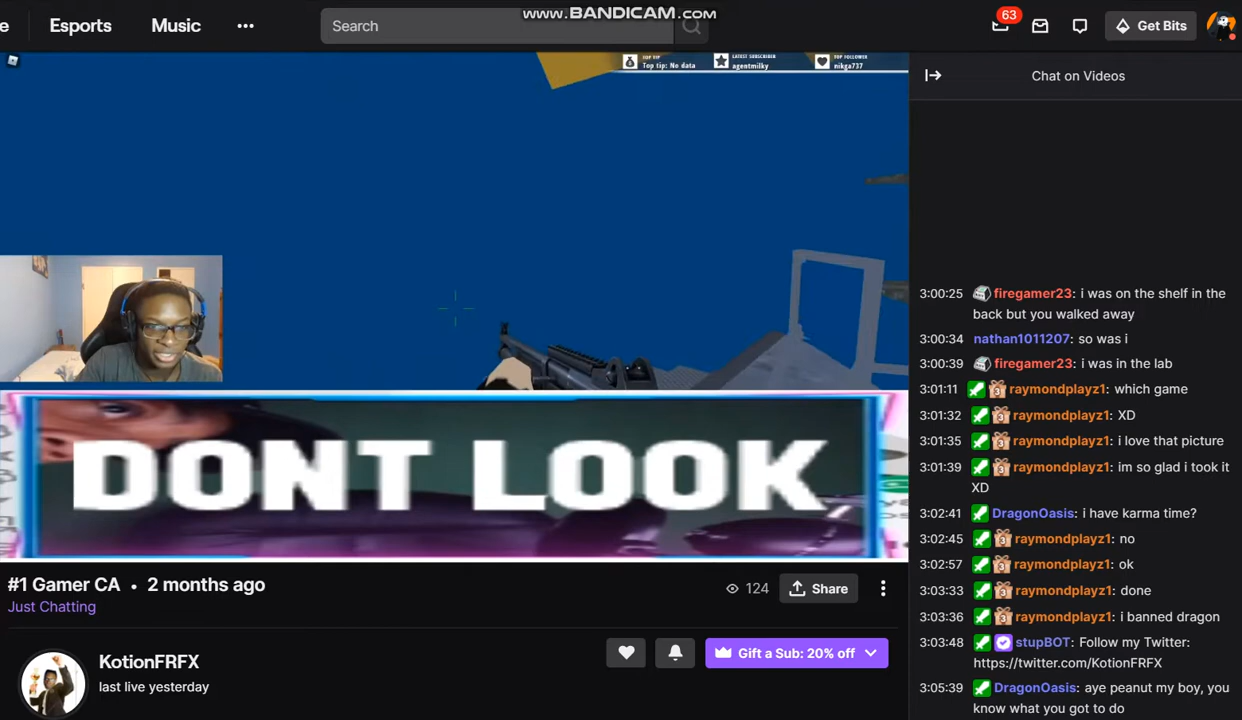 www.BANDICAM.com
Esports
Music
Search
63
Get Bits
Top tip: No data
LATEST SUBSCRIBER
agentmilky
TOP FOLLOWER
nikga737
Chat on Videos
3:00:25 firegamer23: i was on the shelf in the
back but you walked away
3:00:34 nathan1011207: so was i
3:00:39 firegamer23: i was in the lab
3:01:11 raymondplayz1: which game
3:01:32 raymondplayz1: XD
3:01:35 raymondplayz1: i love that picture
3:01:39 raymondplayz1: im so glad i took it
XD
3:02:41 DragonOasis: i have karma time?
3:02:45 raymondplayz1: no
3:02:57 raymondplayz1: ok
3:03:33 raymondplayz1: done
3:03:36 raymondplayz1: i banned dragon
3:03:48 stupBOT: Follow my Twitter:
https://twitter.com/KotionFRFX
3:05:39 DragonOasis: aye peanut my boy, you
know what you got to do
DONT LOOK
#1 Gamer CA • 2 months ago
Just Chatting
124
Share
KotionFRFX
last live yesterday
Gift a Sub: 20% off